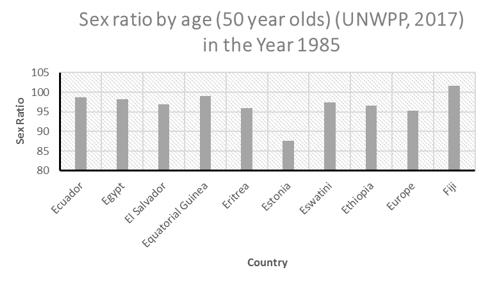 Sex ratio by age (50 year olds) (UNWPP, 2017)
in the Year 1985
Sex Ratio
105
100
95
90
85
80
Ecuador
Egypt
El Salvador
Equatorial Guinea
Eritrea
Estonia
Eswatini
Ethiopia
Europe
Fiji
Country